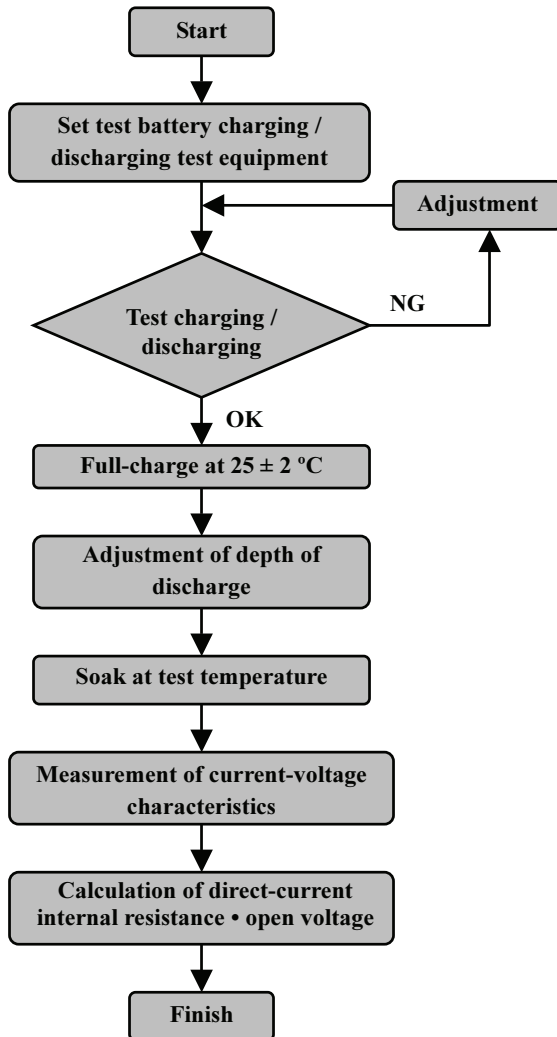 Start
Set test battery charging /
discharging test equipment
Adjustment
Test charging /
discharging
NG
OK
Full-charge at 25 ± 2 ºC
Adjustment of depth of
discharge
Soak at test temperature
Measurement of current-voltage
characteristics
Calculation of direct-current
internal resistance • open voltage
Finish